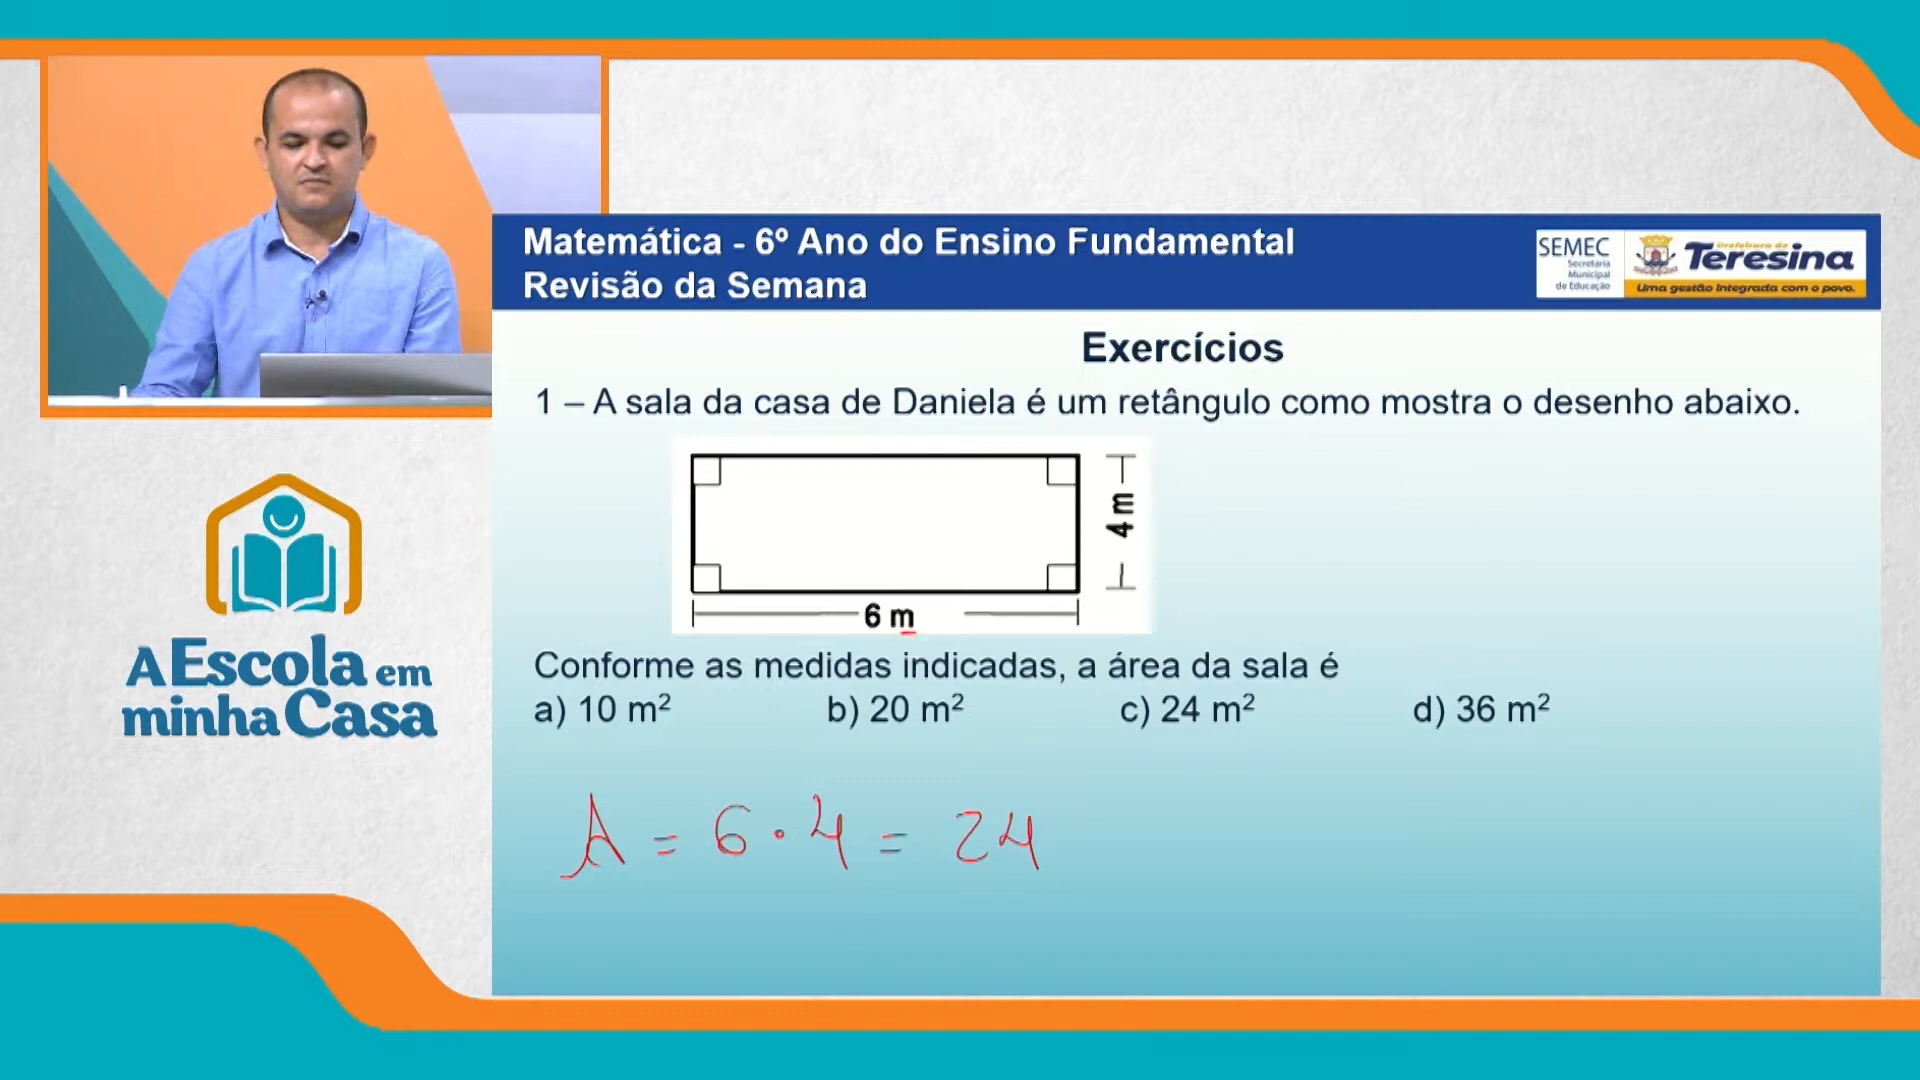 Matemática - 6º Ano do Ensino Fundamental
Revisão da Semana
SEMEC
Secretaria
Municipal
de Educação
Prefeitura de
Teresina
Uma gestão integrada com o povo.
Exercícios
1 – A sala da casa de Daniela é um retângulo como mostra o desenho abaixo.
4 m
6 m
Conforme as medidas indicadas, a área da sala é
a) 10 m² b) 20 m² c) 24 m² d) 36 m²
A = 6 · 4 = 24
A Escola em
minha Casa